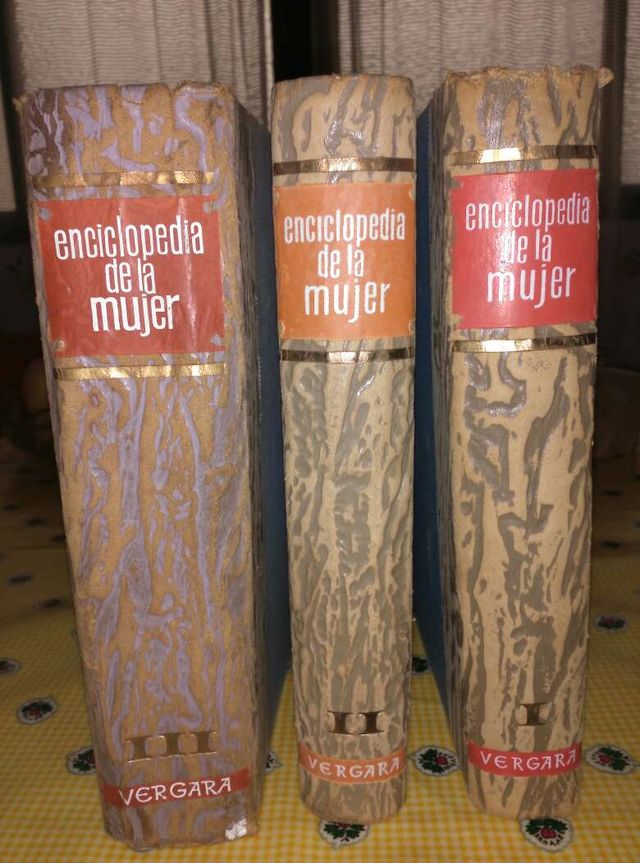 enciclopedia
de la
mujer
III
VERGARA
enciclopedia
de la
mujer
II
VERGARA
enciclopedia
de la
mujer
I
VERGARA